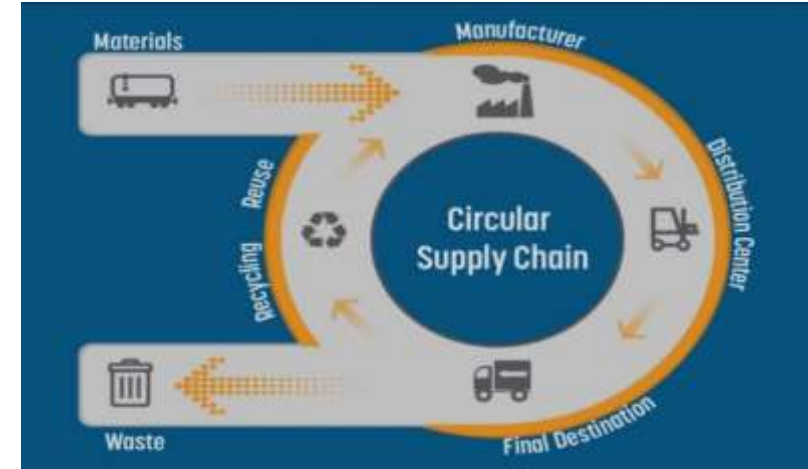 Materials
Manufacturer
Distribution Center
Reuse
Recycling
Circular
Supply Chain
Final Destination
Waste